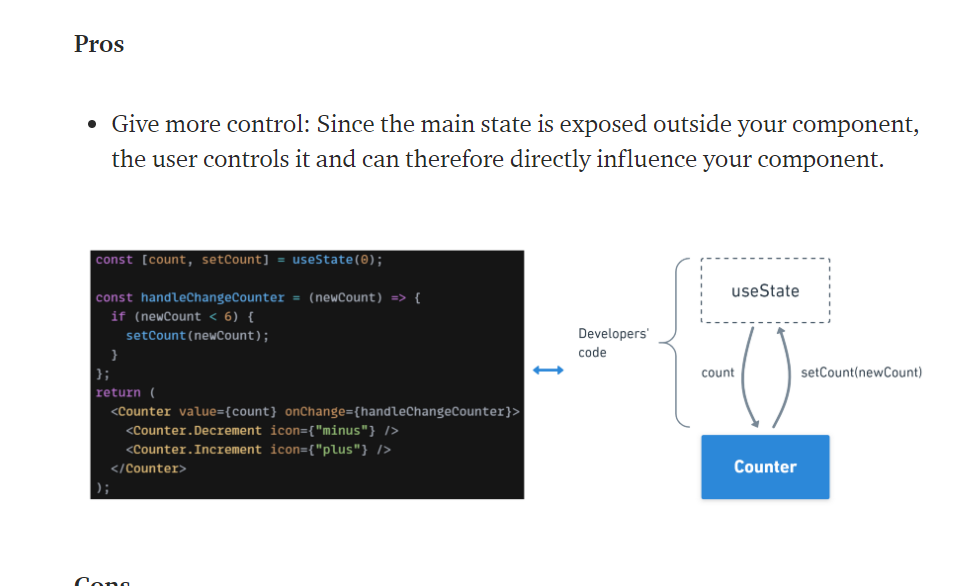 Pros
• Give more control: Since the main state is exposed outside your component,
the user controls it and can therefore directly influence your component.
const [count, setCount] = useState(0);
const handleChangeCounter = (newCount) => {
  if (newCount < 6) {
    setCount(newCount);
  }
};
return (
  <Counter value={count} onChange={handleChangeCounter}>
    <Counter.Decrement icon={"minus"} />
    <Counter.Increment icon={"plus"} />
  </Counter>
);
Developers'
code
useState
count
setCount(newCount)
Counter
Cons